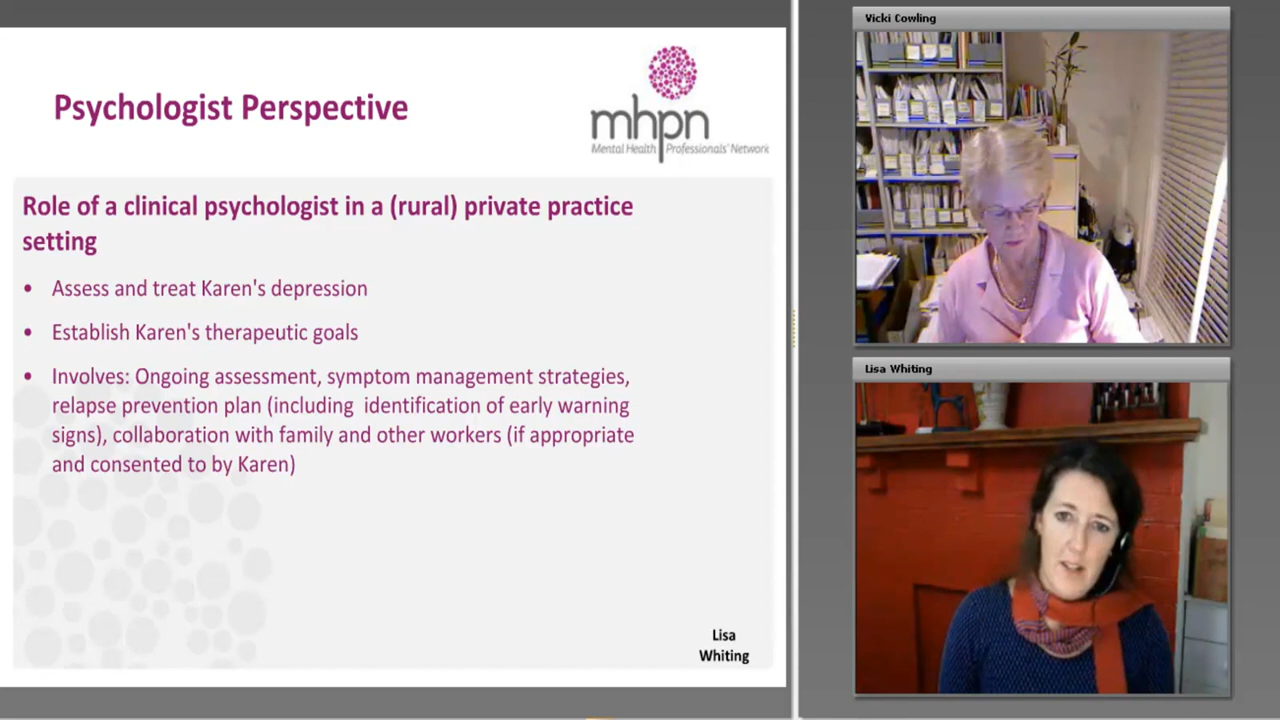 Psychologist Perspective
mhpn
Mental Health Professionals' Network
Role of a clinical psychologist in a (rural) private practice
setting
• Assess and treat Karen's depression
• Establish Karen's therapeutic goals
• Involves: Ongoing assessment, symptom management strategies,
relapse prevention plan (including identification of early warning
signs), collaboration with family and other workers (if appropriate
and consented to by Karen)
Lisa
Whiting
Vicki Cowling
Lisa Whiting